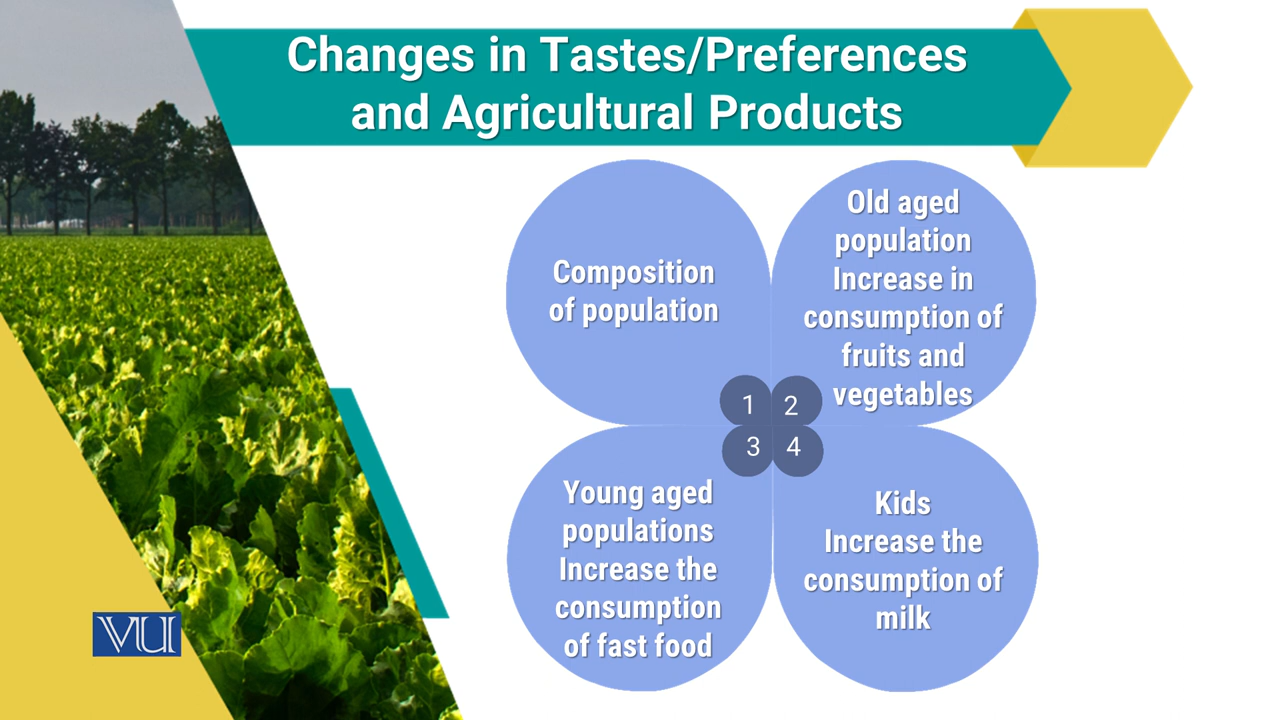 Changes in Tastes/Preferences
and Agricultural Products
Composition
of population
1
Old aged
population
Increase in
consumption of
fruits and
vegetables
2
Young aged
populations
Increase the
consumption
of fast food
3
Kids
Increase the
consumption of
milk
4
VU